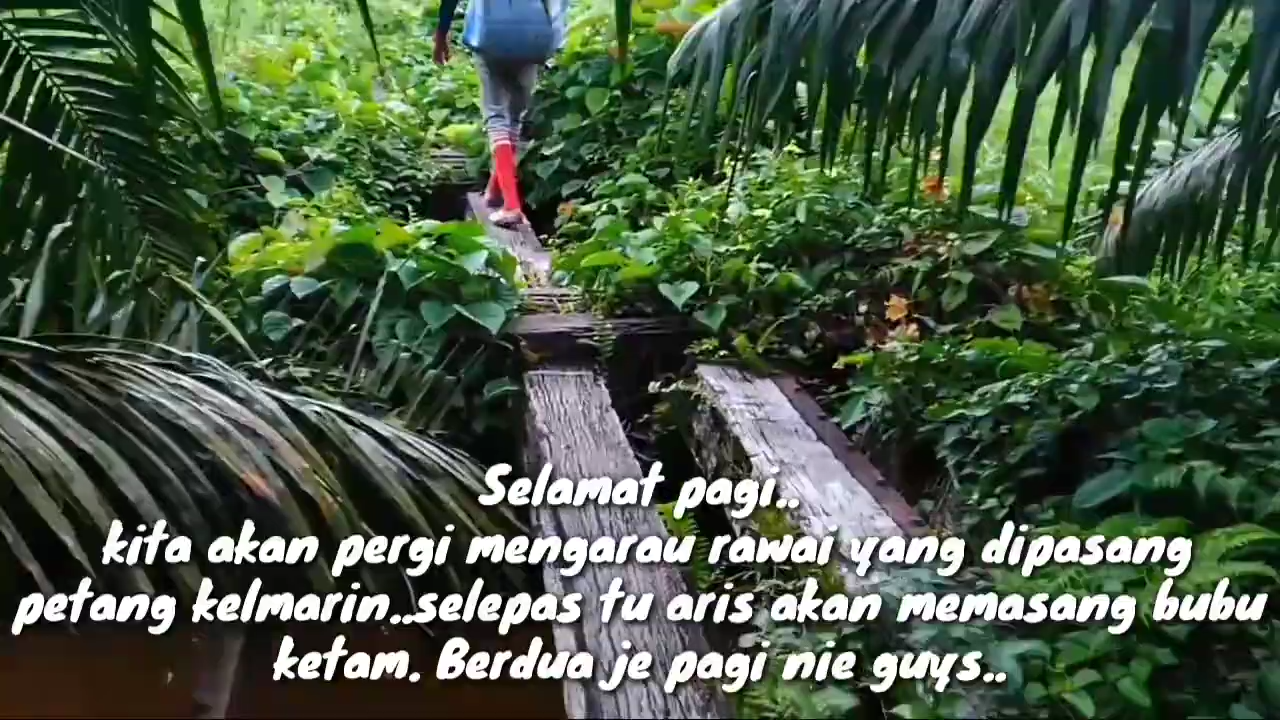 Selamat pagi..
kita akan pergi mengarau rawai yang dipasang
petang kelmarin..selepas tu aris akan memasang bubu
ketam. Berdua je pagi nie guys..